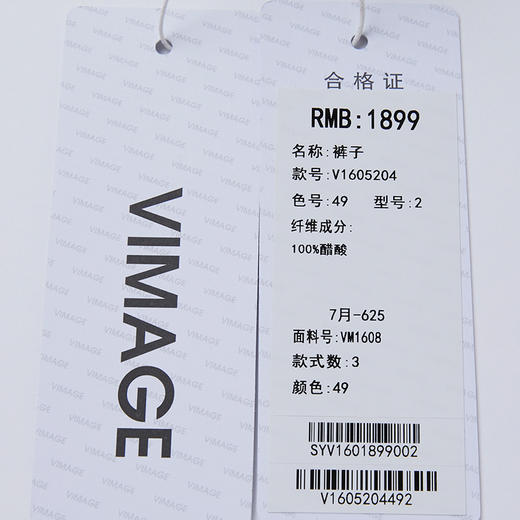 VIMAGE
合格证
RMB:1899
名称:裤子
款号:V1605204
色号:49 型号:2
纤维成分:
100%醋酸
7月-625
面料号:VM1608
款式数:3
颜色:49
SYV1601899002
V1605204492